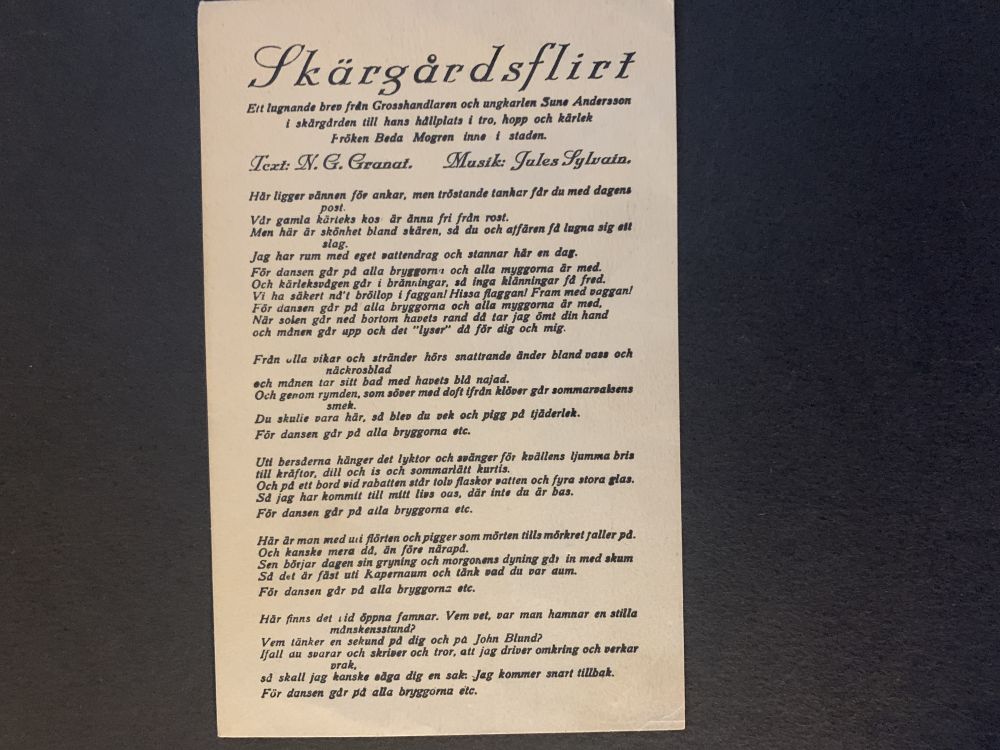 Skärgårdsflirt
Ett lugnande brev från Grosshandlaren och ungkarlen Sune Andersson
i skärgården till hans hållplats i tro, hopp och kärlek
Fröken Beda Mogren inne i staden.
Text: N. G. Granat. Musik: Jules Sylvain.
Här ligger vännen för ankar, men tröstande tankar får du med dagens
post.
Vår gamla kärleks kos är ännu fri från rost.
Men här är skönhet bland skären, så du och affären få lugna sig ett
slag.
Jag har rum med eget vattendrag och stannar här en dag.
För dansen går på alla bryggorna och alla myggorna är med.
Och kärleksvågen går i bränningar, så inga klänningar få fred.
Vi ha säkert nå't bröllop i faggan! Hissa flaggan! Fram med vaggan!
För dansen går på alla bryggorna och alla myggorna är med,
När solen går ned bortom havets rand då tar jag ömt din hand
och månen går upp och det "lyser" då för dig och mig.
Från alla vikar och stränder hörs snattrande änder bland vass och
näckrosblad
och månen tar sitt bad med havets blå najad.
Och genom rymden, som söver med doft ifrån klöver går sommarvalsens
smek.
Du skulle vara här, så blev du vek och pigg på tjäderlek.
För dansen går på alla bryggorna etc.
Uti bersåerna hänger det lyktor och svänger för kvällens ljumma bris
till kräftor, dill och is och sommarlätt kurtis.
Och på ett bord vid rabatten står tolv flaskor vatten och fyra stora glas.
Så jag har kommit till mitt livs oas, där inte du är bas.
För dansen går på alla bryggorna etc.
Här är man med uti flörten och pigger som mörten tills mörkret faller på.
Och kanske mera då, än före närapå.
Sen börjar dagen sin gryning och morgonens dyning går in med skum
Så det är fäst uti Kapernaum och tänk vad du var dum.
För dansen går på alla bryggorna etc.
Här finns det vid öppna famnar. Vem vet, var man hamnar en stilla
månskensstund?
Vem tänker en sekund på dig och på John Blund?
Ifall du svarar och skriver och tror, att jag driver omkring och verkar
vrak,
så skall jag kanske säga dig en sak: Jag kommer snart tillbak.
För dansen går på alla bryggorna etc.